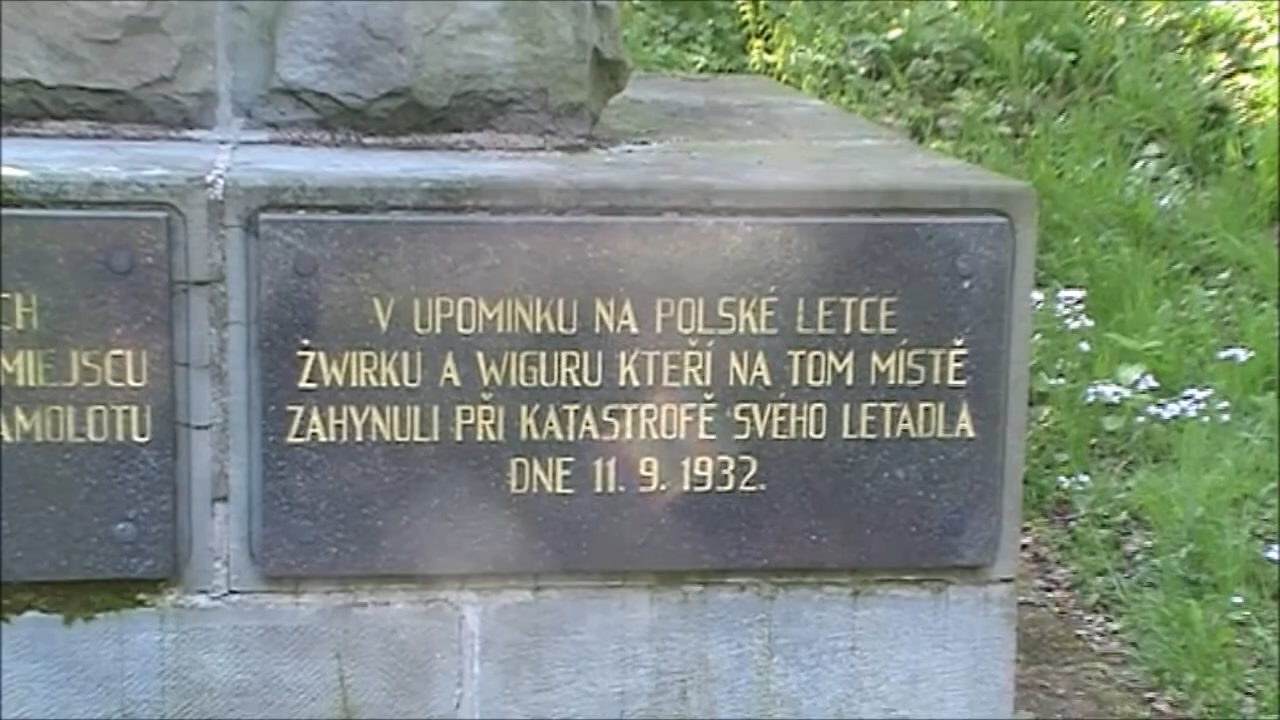 CH
MIEJSCU
AMOLOTU
V UPOMINKU NA POLSKÉ LETCE
ŻWIRKU A WIGURU KTEŘÍ NA TOM MÍSTĚ
ZAHYNULI PŘI KATASTROFĚ SVÉHO LETADLA
DNE 11. 9. 1932.